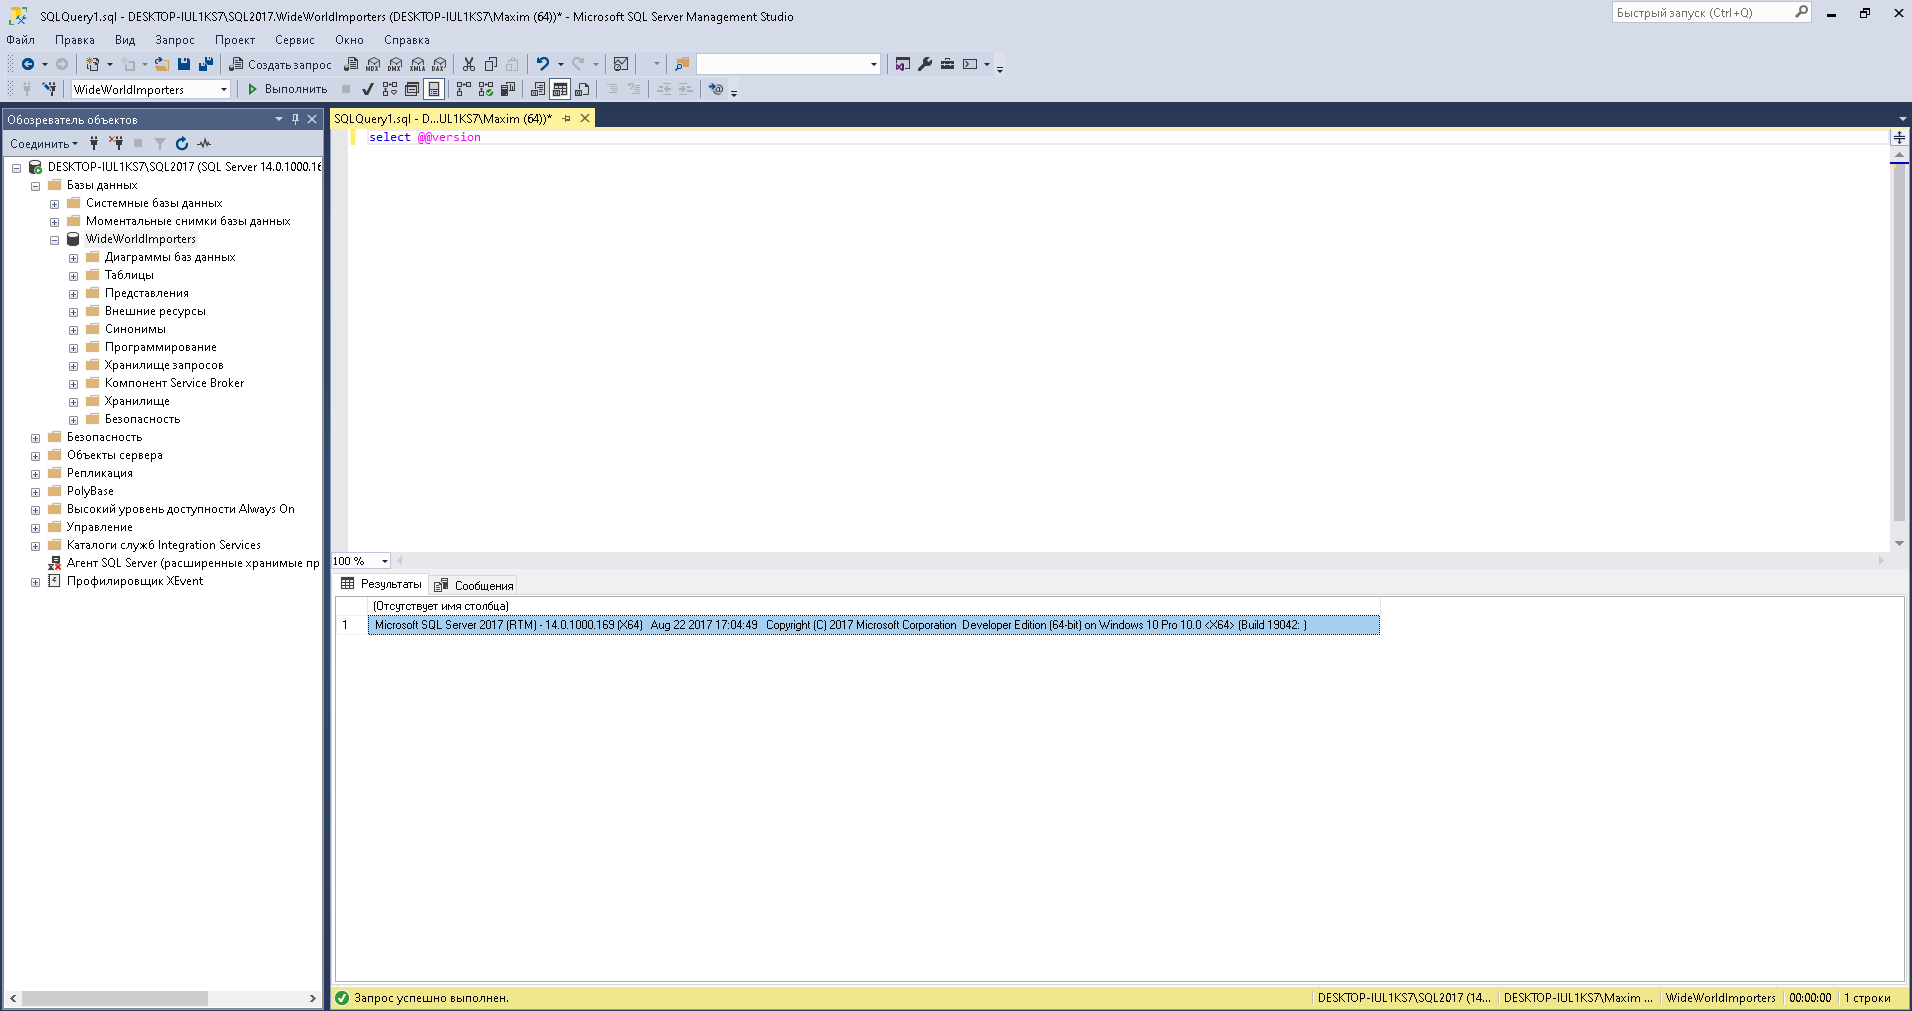 SQLQuery1.sql - DESKTOP-IUL1KS7\SQL2017.WideWorldImporters (DESKTOP-IUL1KS7\Maxim (64))* - Microsoft SQL Server Management Studio
Быстрый запуск (Ctrl+Q)
Файл Правка Вид Запрос Проект Сервис Окно Справка
Создать запрос MDX DMX XMLA DAX
WideWorldImporters Выполнить
Обозреватель объектов
SQLQuery1.sql - D...UL1KS7\Maxim (64))*
Соединить
select @@version
DESKTOP-IUL1KS7\SQL2017 (SQL Server 14.0.1000.16
Базы данных
Системные базы данных
Моментальные снимки базы данных
WideWorldImporters
Диаграммы баз данных
Таблицы
Представления
Внешние ресурсы
Синонимы
Программирование
Хранилище запросов
Компонент Service Broker
Хранилище
Безопасность
Безопасность
Объекты сервера
Репликация
PolyBase
Высокий уровень доступности Always On
Управление
Каталоги служб Integration Services
Агент SQL Server (расширенные хранимые пр
Профилировщик XEvent
100 %
Результаты Сообщения
(Отсутствует имя столбца)
1 Microsoft SQL Server 2017 (RTM) - 14.0.1000.169 (X64) Aug 22 2017 17:04:49 Copyright (C) 2017 Microsoft Corporation Developer Edition (64-bit) on Windows 10 Pro 10.0 <X64> (Build 19042: )
Запрос успешно выполнен.
DESKTOP-IUL1KS7\SQL2017 (14... DESKTOP-IUL1KS7\Maxim ... WideWorldImporters 00:00:00 1 строки